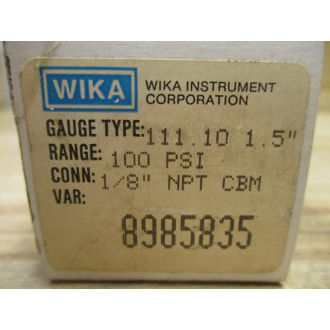 WIKA
WIKA INSTRUMENT
CORPORATION
GAUGE TYPE: 111.10 1.5"
RANGE: 100 PSI
CONN: 1/8" NPT CBM
VAR:
8985835